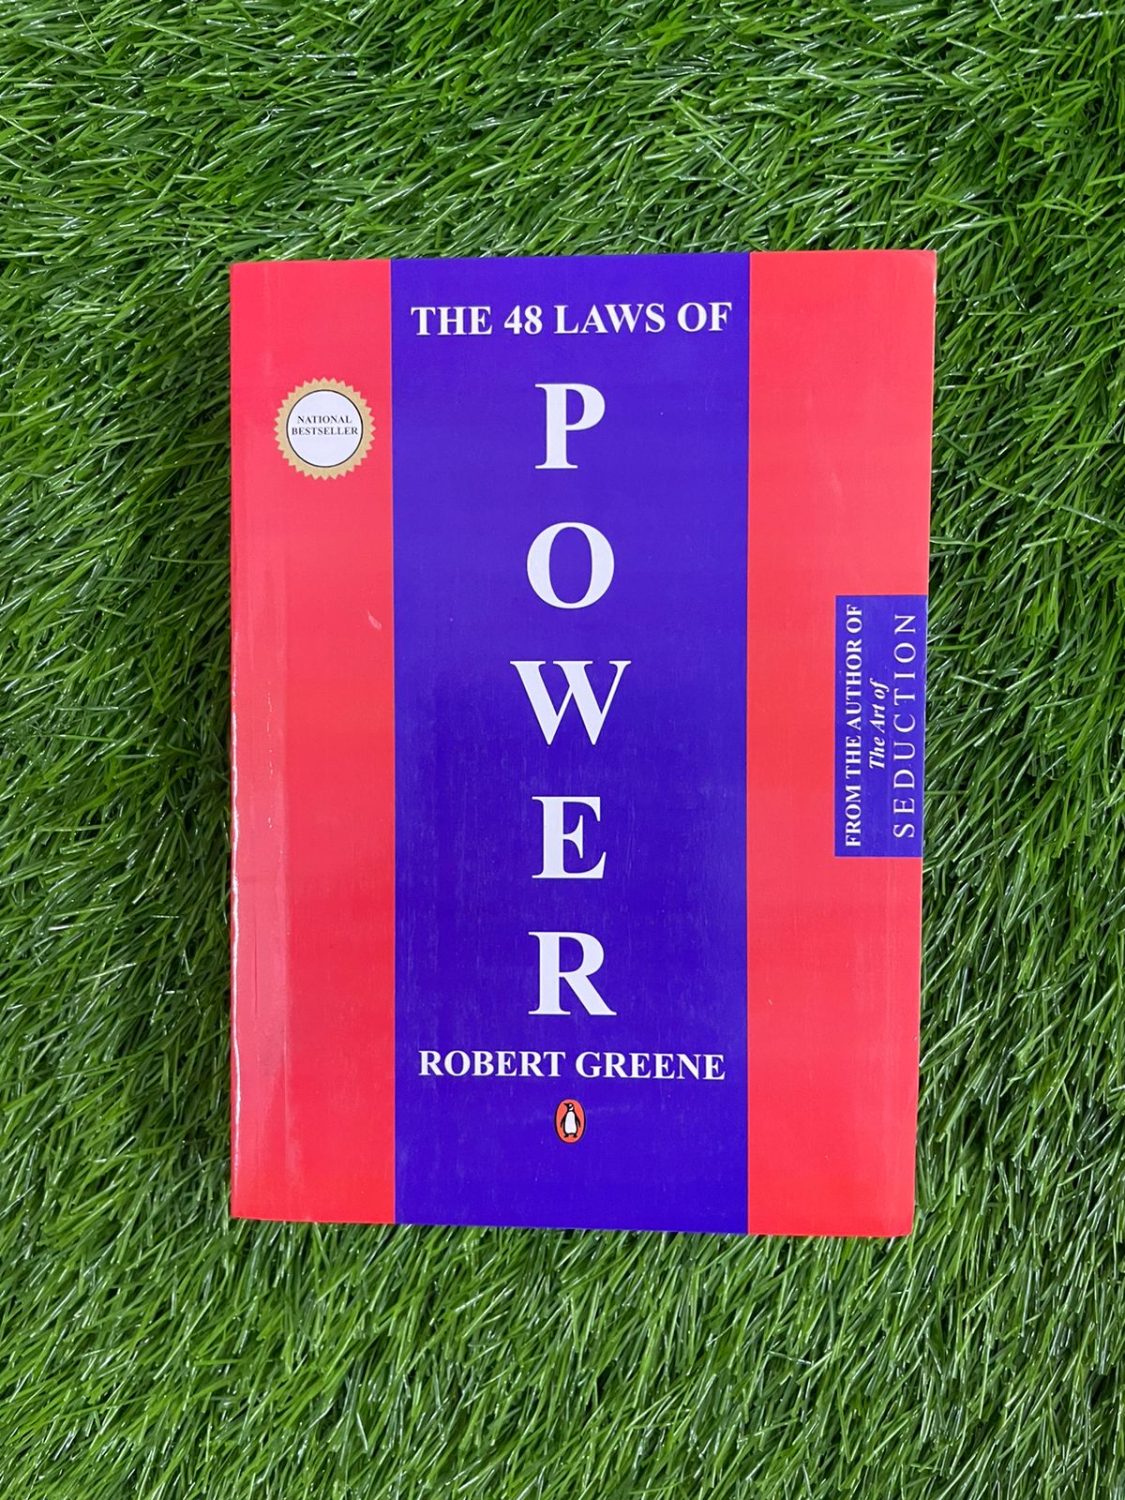 THE 48 LAWS OF
NATIONAL
BESTSELLER
P
O
W
E
R
FROM THE AUTHOR OF
The Art of
SEDUCTION
ROBERT GREENE